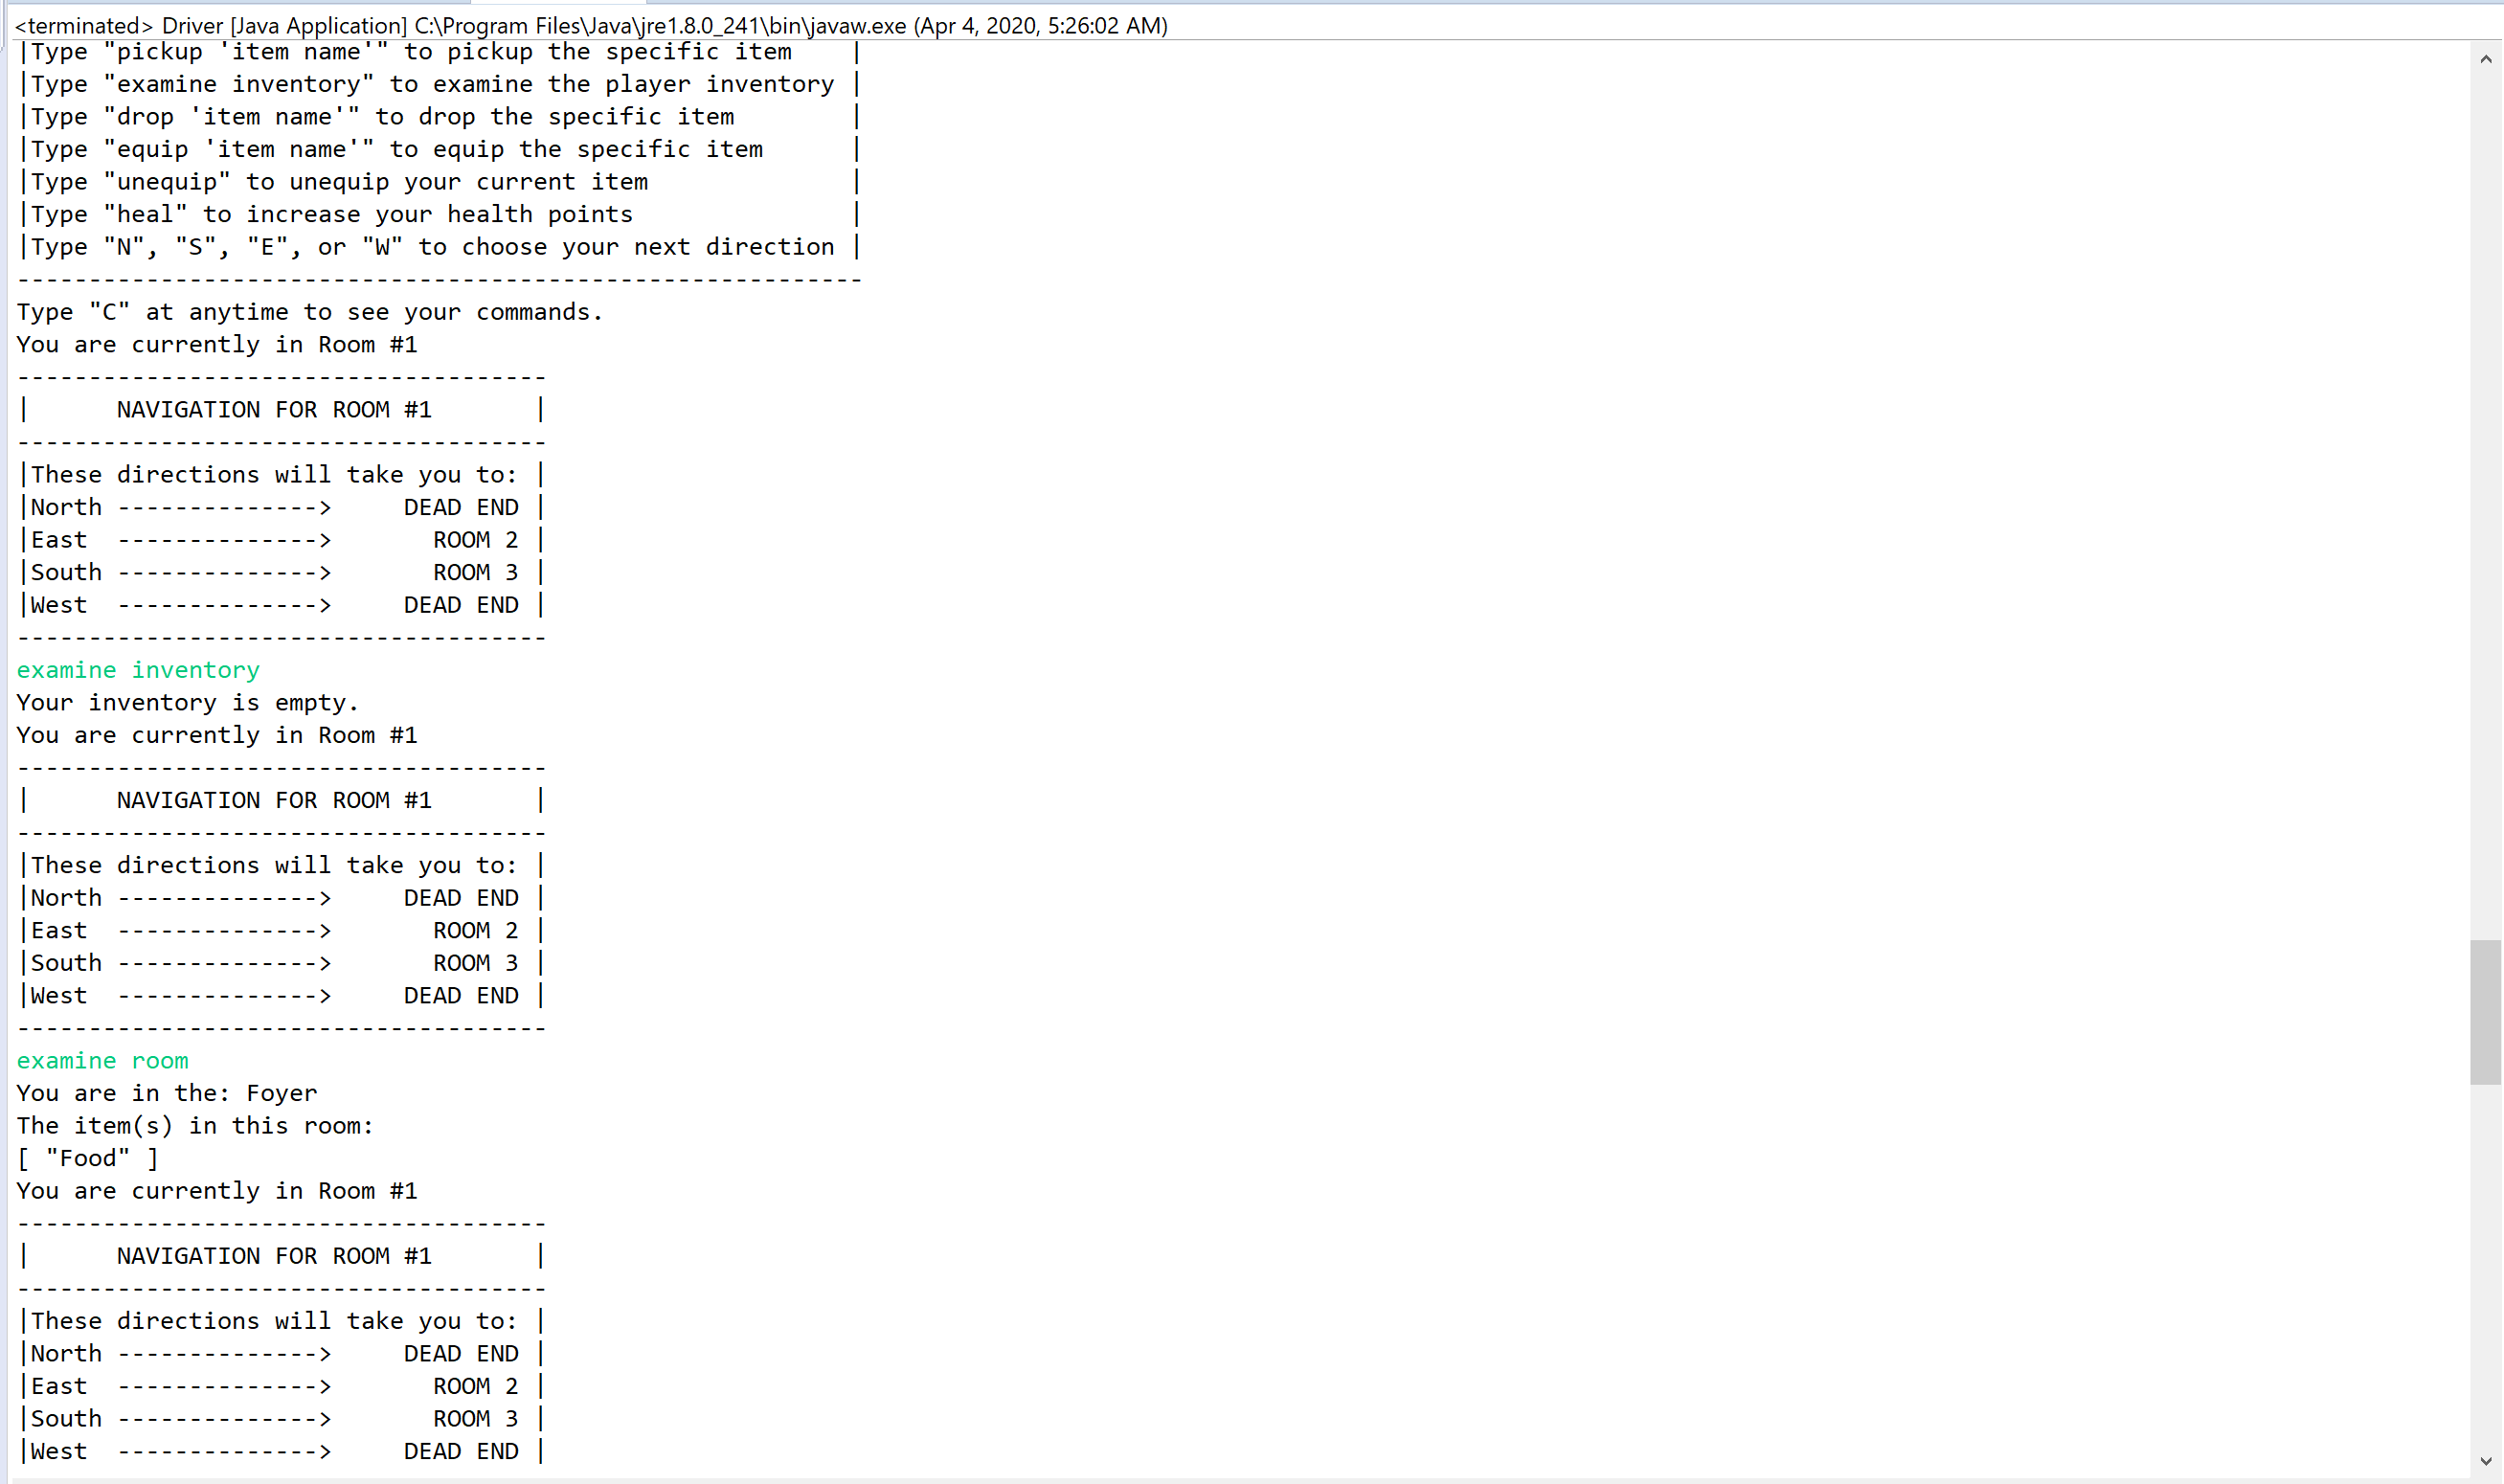 <terminated> Driver [Java Application] C:\Program Files\Java\jre1.8.0_241\bin\javaw.exe (Apr 4, 2020, 5:26:02 AM)
|Type "pickup 'item name'" to pickup the specific item    |
|Type "examine inventory" to examine the player inventory |
|Type "drop 'item name'" to drop the specific item        |
|Type "equip 'item name'" to equip the specific item      |
|Type "unequip" to unequip your current item              |
|Type "heal" to increase your health points               |
|Type "N", "S", "E", or "W" to choose your next direction |
-----------------------------------------------------------
Type "C" at anytime to see your commands.
You are currently in Room #1
-------------------------------------
|      NAVIGATION FOR ROOM #1       |
-------------------------------------
|These directions will take you to: |
|North -------------->     DEAD END |
|East  -------------->       ROOM 2 |
|South -------------->       ROOM 3 |
|West  -------------->     DEAD END |
-------------------------------------
examine inventory
Your inventory is empty.
You are currently in Room #1
-------------------------------------
|      NAVIGATION FOR ROOM #1       |
-------------------------------------
|These directions will take you to: |
|North -------------->     DEAD END |
|East  -------------->       ROOM 2 |
|South -------------->       ROOM 3 |
|West  -------------->     DEAD END |
-------------------------------------
examine room
You are in the: Foyer
The item(s) in this room:
[ "Food" ]
You are currently in Room #1
-------------------------------------
|      NAVIGATION FOR ROOM #1       |
-------------------------------------
|These directions will take you to: |
|North -------------->     DEAD END |
|East  -------------->       ROOM 2 |
|South -------------->       ROOM 3 |
|West  -------------->     DEAD END |